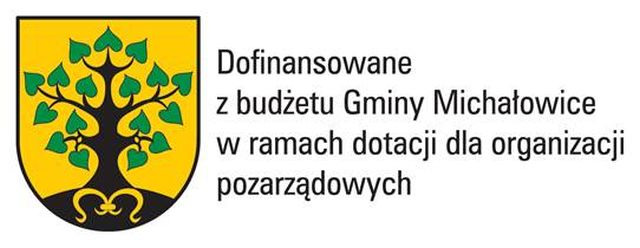 Dofinansowane
z budżetu Gminy Michałowice
w ramach dotacji dla organizacji
pozarządowych